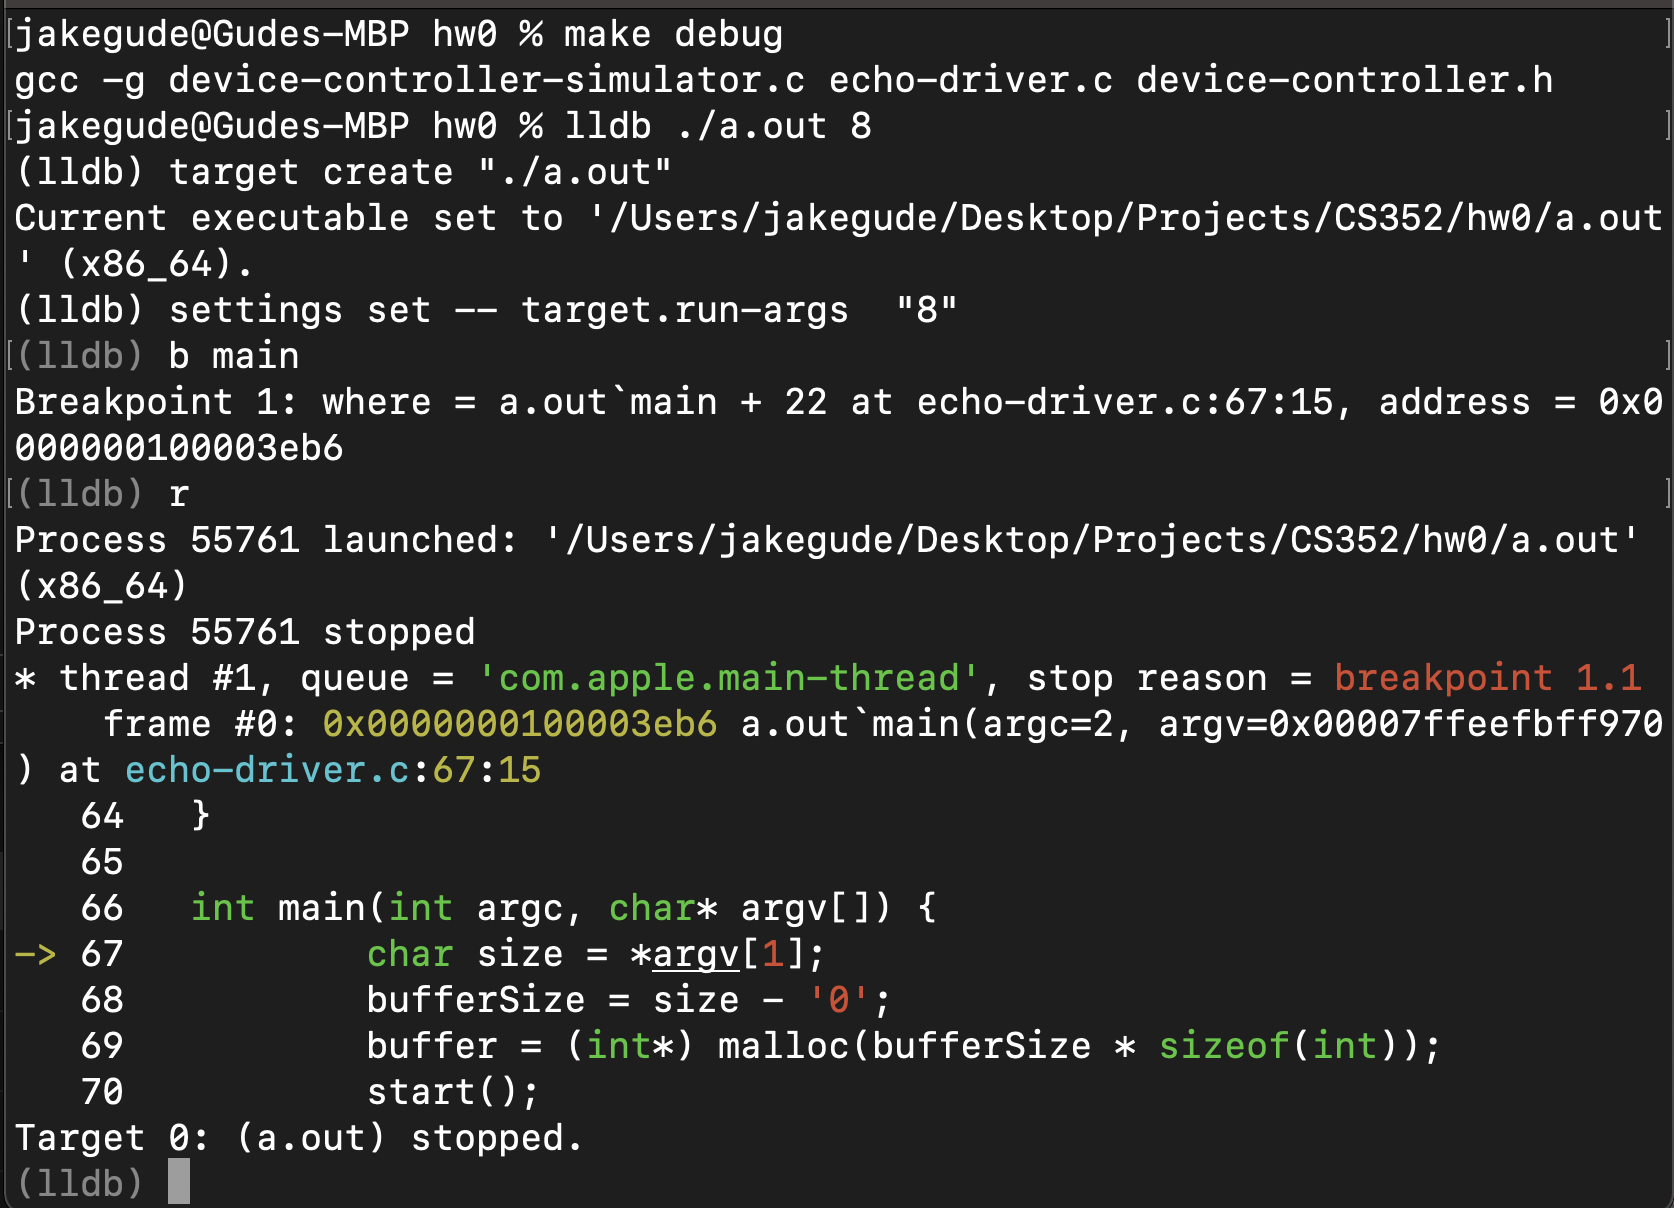 [jakegude@Gudes-MBP hw0 % make debug ]
gcc -g device-controller-simulator.c echo-driver.c device-controller.h
[jakegude@Gudes-MBP hw0 % lldb ./a.out 8 ]
(lldb) target create "./a.out"
Current executable set to '/Users/jakegude/Desktop/Projects/CS352/hw0/a.out
' (x86_64).
(lldb) settings set -- target.run-args  "8"
[(lldb) b main ]
Breakpoint 1: where = a.out`main + 22 at echo-driver.c:67:15, address = 0x0
000000100003eb6
[(lldb) r ]
Process 55761 launched: '/Users/jakegude/Desktop/Projects/CS352/hw0/a.out'
(x86_64)
Process 55761 stopped
* thread #1, queue = 'com.apple.main-thread', stop reason = breakpoint 1.1
    frame #0: 0x0000000100003eb6 a.out`main(argc=2, argv=0x00007ffeefbff970
) at echo-driver.c:67:15
   64   }
   65
   66   int main(int argc, char* argv[]) {
-> 67           char size = *argv[1];
   68           bufferSize = size - '0';
   69           buffer = (int*) malloc(bufferSize * sizeof(int));
   70           start();
Target 0: (a.out) stopped.
(lldb)